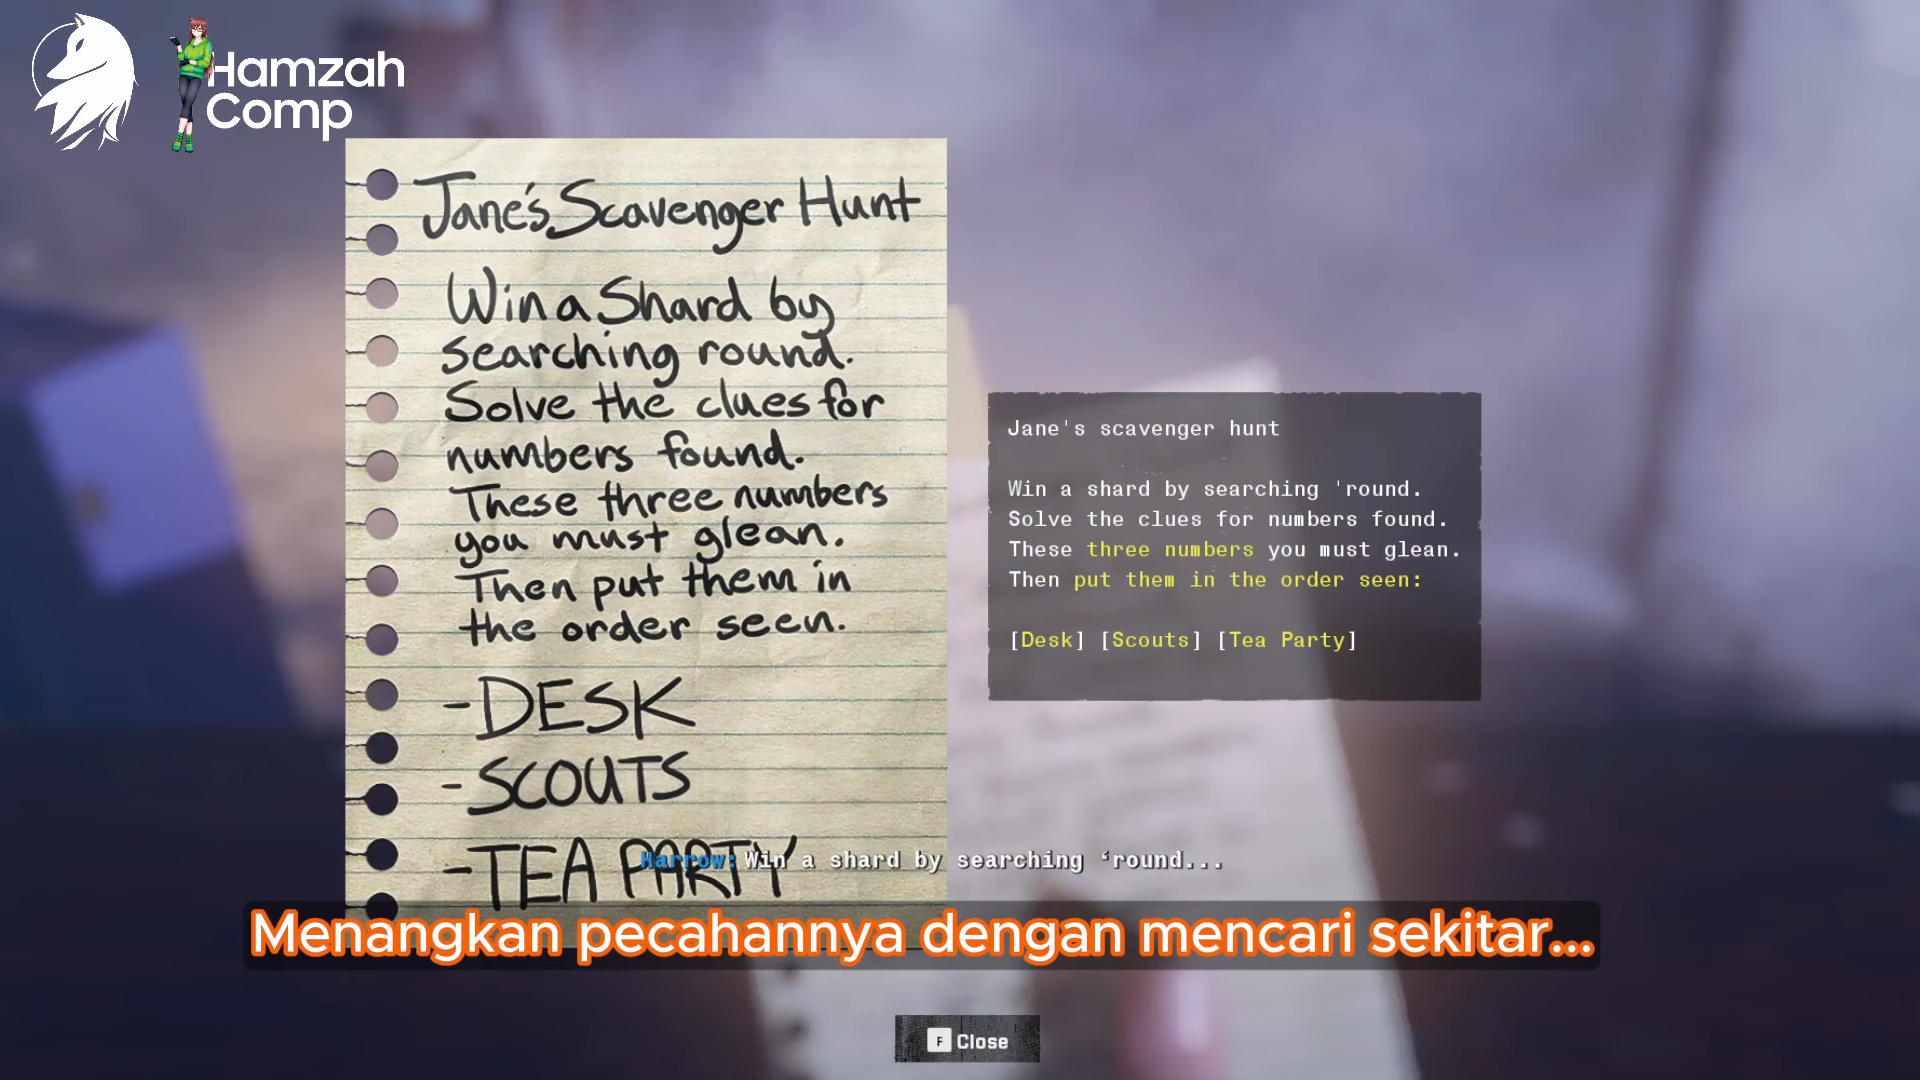 Hamzah
Comp
Jane's Scavenger Hunt
Win a Shard by
searching round.
Solve the clues for
numbers found.
These three numbers
you must glean.
Then put them in
the order seen.
-DESK
-SCOUTS
-TEA PARTY
Jane's scavenger hunt
Win a shard by searching 'round.
Solve the clues for numbers found.
These three numbers you must glean.
Then put them in the order seen:
[Desk] [Scouts] [Tea Party]
Harrow: Win a shard by searching ‘round...
Menangkan pecahannya dengan mencari sekitar...
F Close